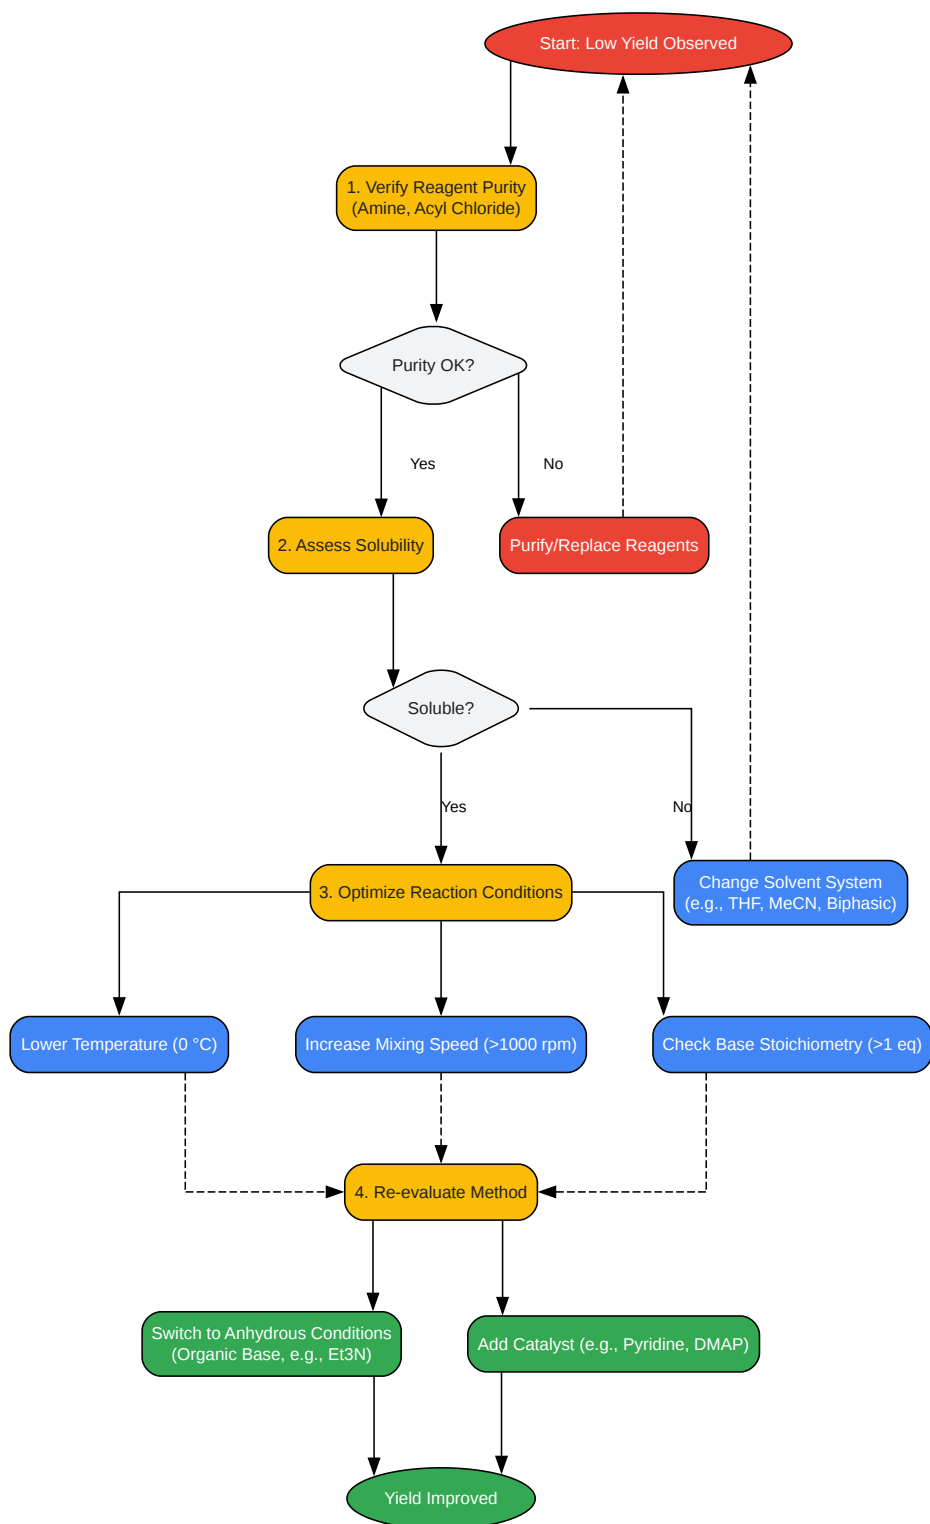 Start: Low Yield Observed
1. Verify Reagent Purity
(Amine, Acyl Chloride)
Purity OK?
Yes
No
2. Assess Solubility
Purify/Replace Reagents
Soluble?
Yes
No
3. Optimize Reaction Conditions
Change Solvent System
(e.g., THF, MeCN, Biphasic)
Lower Temperature (0 °C)
Increase Mixing Speed (>1000 rpm)
Check Base Stoichiometry (>1 eq)
4. Re-evaluate Method
Switch to Anhydrous Conditions
(Organic Base, e.g., Et3N)
Add Catalyst (e.g., Pyridine, DMAP)
Yield Improved